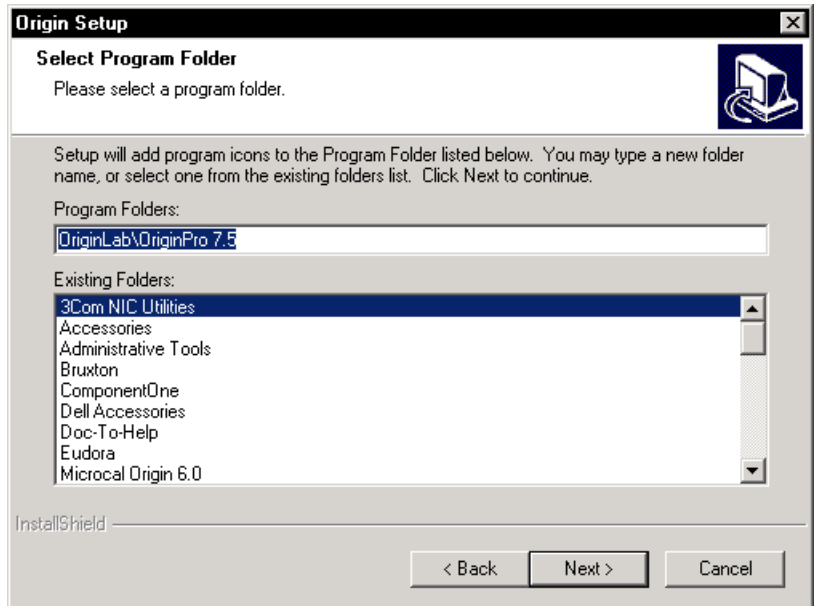 Origin Setup
Select Program Folder
Please select a program folder.
Setup will add program icons to the Program Folder listed below.  You may type a new folder
name, or select one from the existing folders list.  Click Next to continue.
Program Folders:
OriginLab\OriginPro 7.5
Existing Folders:
3Com NIC Utilities
Accessories
Administrative Tools
Bruxton
ComponentOne
Dell Accessories
Doc-To-Help
Eudora
Microcal Origin 6.0
InstallShield
< Back
Next >
Cancel